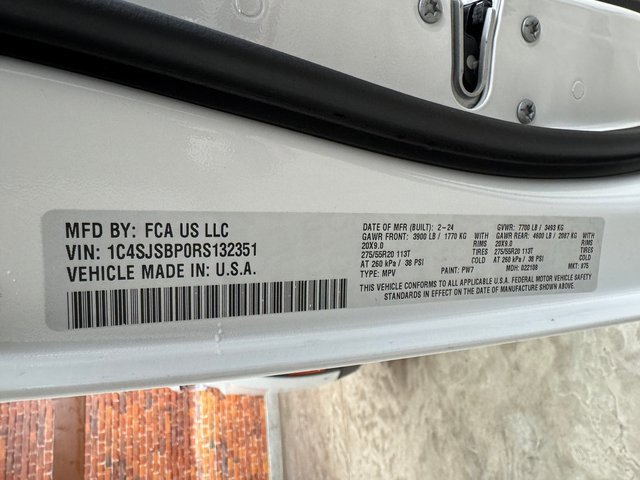 MFD BY: FCA US LLC
VIN: 1C4SJSBP0RS132351
VEHICLE MADE IN: U.S.A.
DATE OF MFR (BUILT): 2-24 GVWR: 7700 LB / 3493 KG
GAWR FRONT: 3900 LB / 1770 KG WITH GAWR REAR: 4600 LB / 2087 KG WITH
20X9.0 RIMS 20X9.0 RIMS
275/55R20 113T TIRES 275/55R20 113T TIRES
AT 260 kPa / 38 PSI COLD AT 260 kPa / 38 PSI COLD
TYPE: MPV PAINT: PW7 MDH: 022108 MKT: 975
THIS VEHICLE CONFORMS TO ALL APPLICABLE U.S.A. FEDERAL MOTOR VEHICLE SAFETY
STANDARDS IN EFFECT ON THE DATE OF MANUFACTURE SHOWN ABOVE.